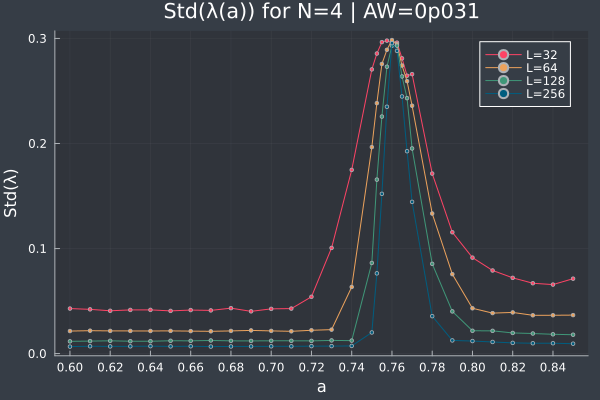 Std(λ(a)) for N=4 | AW=0p031
Std(λ)
0.3
0.2
0.1
0.0
L=32
L=64
L=128
L=256
0.60 0.62 0.64 0.66 0.68 0.70 0.72 0.74 0.76 0.78 0.80 0.82 0.84
a